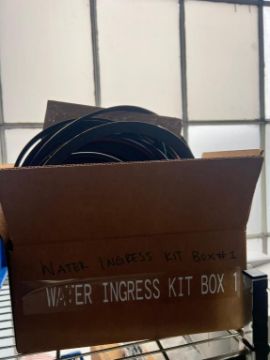 WATER INGRESS KIT BOX#1
WATER INGRESS KIT BOX 1